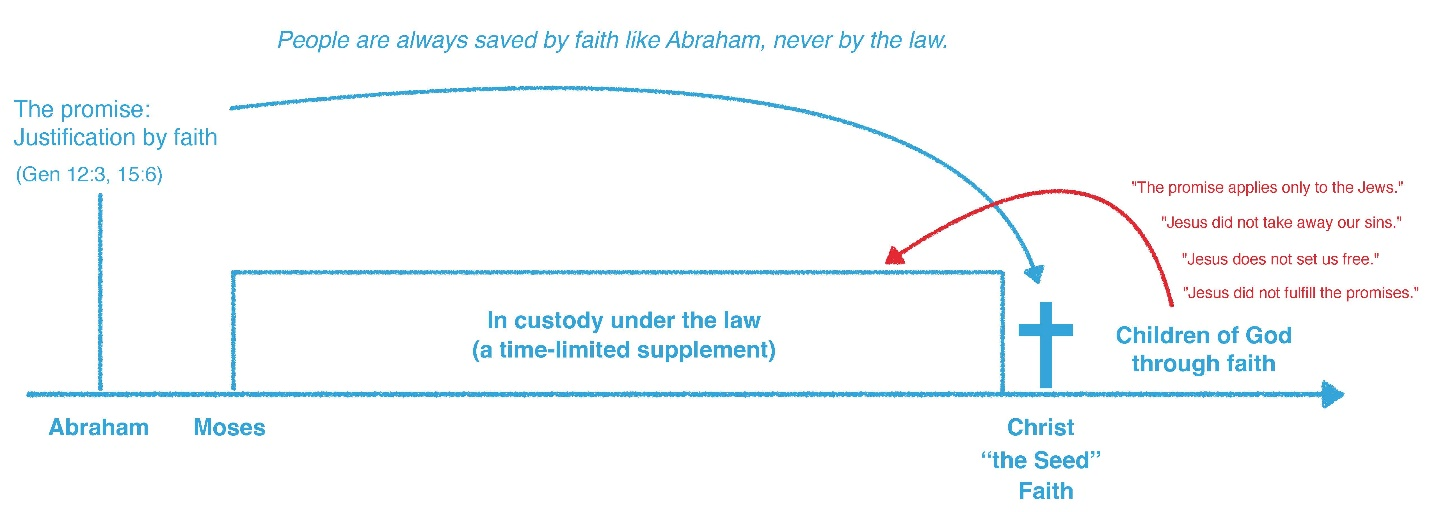 People are always saved by faith like Abraham, never by the law.
The promise:
Justification by faith
(Gen 12:3, 15:6)
"The promise applies only to the Jews."
"Jesus did not take away our sins."
"Jesus does not set us free."
"Jesus did not fulfill the promises."
In custody under the law
(a time-limited supplement)
Children of God
through faith
Abraham
Moses
Christ
“the Seed”
Faith